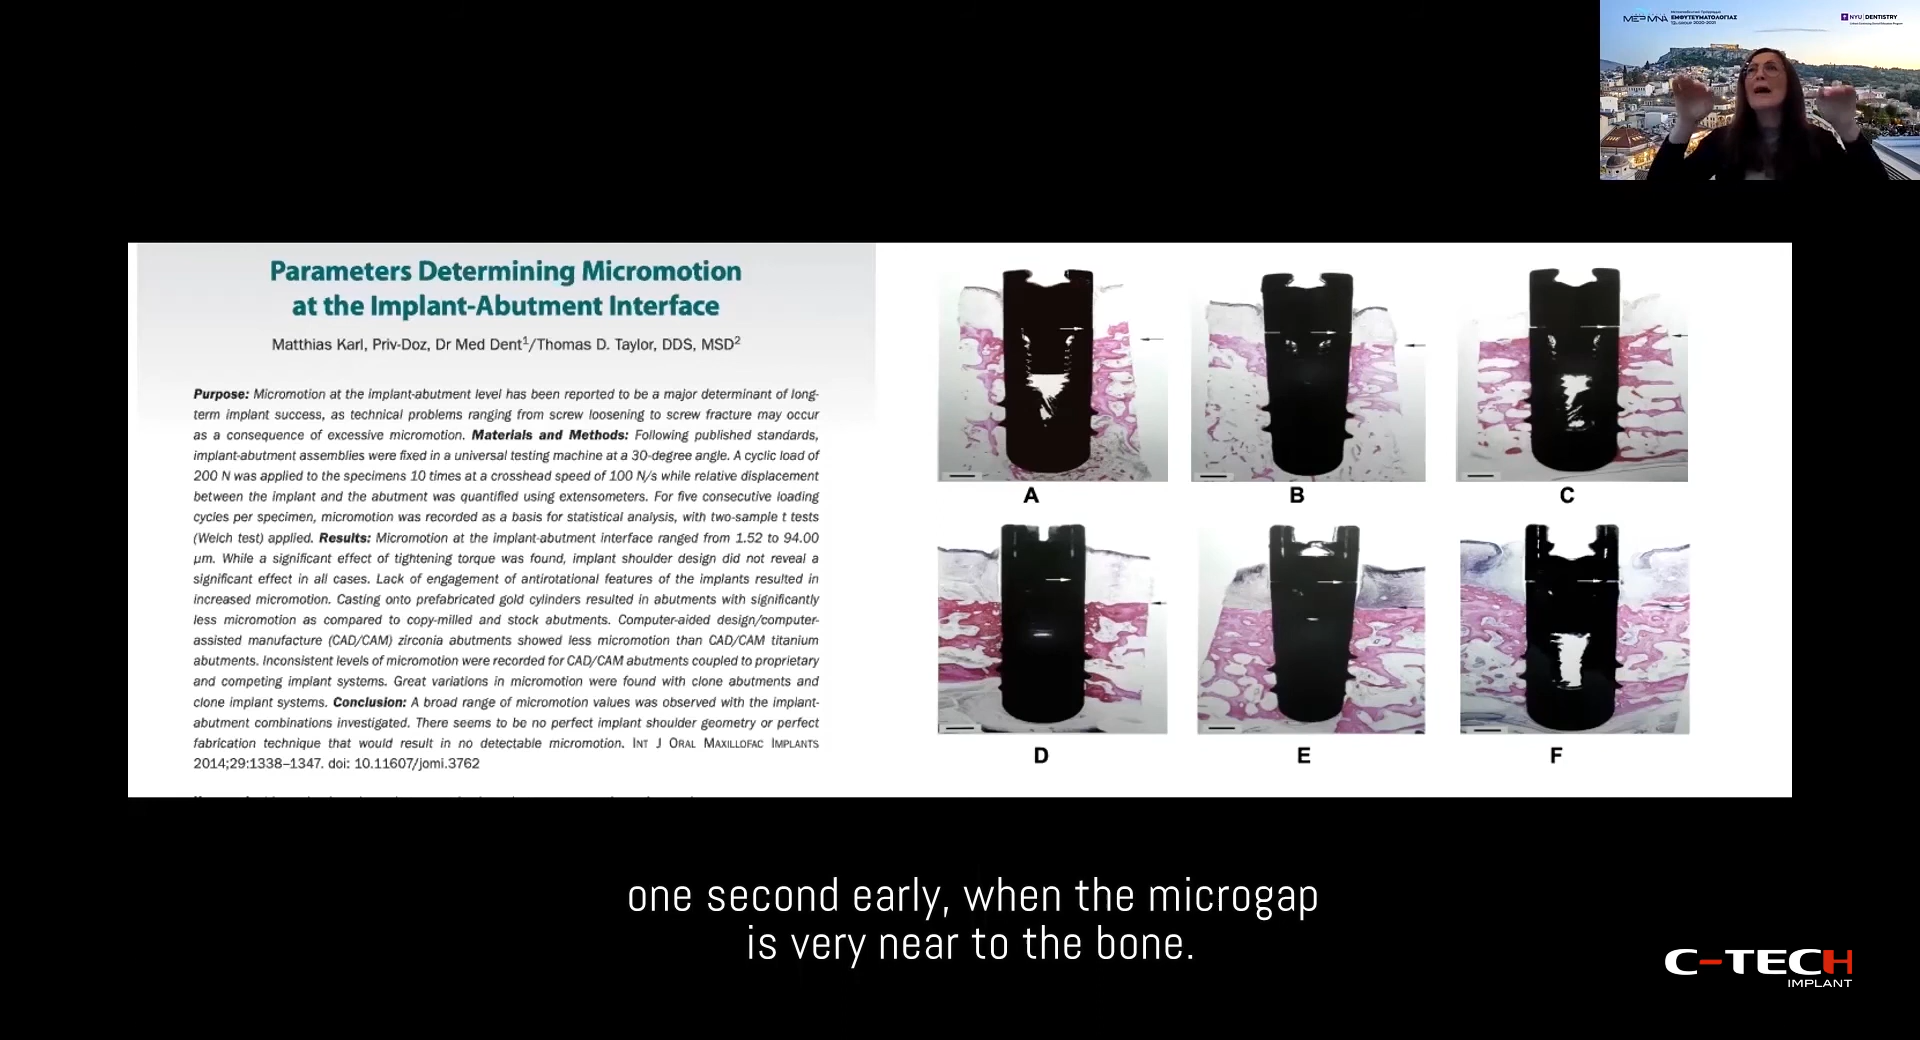 ΜΕΡΙΜΝΑ
ΕΜΦΥΤΕΥΜΑΤΟΛΟΓΙΑΣ
NYU DENTISTRY
Parameters Determining Micromotion
at the Implant-Abutment Interface
Matthias Karl, Priv-Doz, Dr Med Dent¹/Thomas D. Taylor, DDS, MSD²
Purpose: Micromotion at the implant-abutment level has been reported to be a major determinant of long-
term implant success, as technical problems ranging from screw loosening to screw fracture may occur
as a consequence of excessive micromotion. Materials and Methods: Following published standards,
implant-abutment assemblies were fixed in a universal testing machine at a 30-degree angle. A cyclic load of
200 N was applied to the specimens 10 times at a crosshead speed of 100 N/s while relative displacement
between the implant and the abutment was quantified using extensometers. For five consecutive loading
cycles per specimen, micromotion was recorded as a basis for statistical analysis, with two-sample t tests
(Welch test) applied. Results: Micromotion at the implant-abutment interface ranged from 1.52 to 94.00
μm. While a significant effect of tightening torque was found, implant shoulder design did not reveal a
significant effect in all cases. Lack of engagement of antirotational features of the implants resulted in
increased micromotion. Casting onto prefabricated gold cylinders resulted in abutments with significantly
less micromotion as compared to copy-milled and stock abutments. Computer-aided design/computer-
assisted manufacture (CAD/CAM) zirconia abutments showed less micromotion than CAD/CAM titanium
abutments. Inconsistent levels of micromotion were recorded for CAD/CAM abutments coupled to proprietary
and competing implant systems. Great variations in micromotion were found with clone abutments and
clone implant systems. Conclusion: A broad range of micromotion values was observed with the implant-
abutment combinations investigated. There seems to be no perfect implant shoulder geometry or perfect
fabrication technique that would result in no detectable micromotion. INT J ORAL MAXILLOFAC IMPLANTS
2014;29:1338–1347. doi: 10.11607/jomi.3762
A
B
C
D
E
F
one second early, when the microgap
is very near to the bone.
C-TECH
IMPLANT